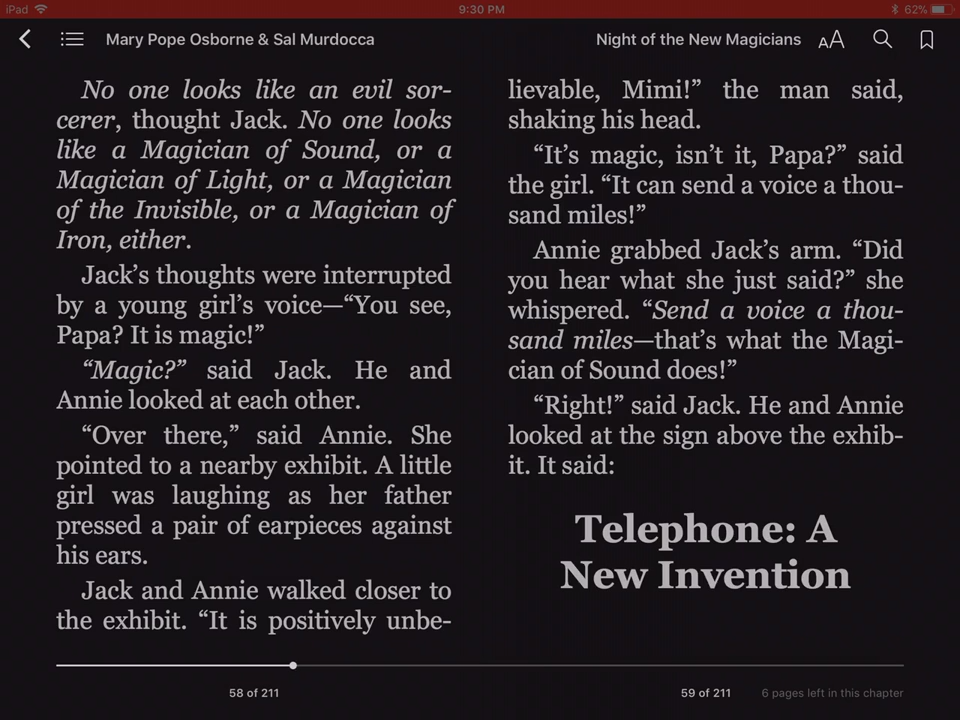 iPad
9:30 PM
62%
Mary Pope Osborne & Sal Murdocca
Night of the New Magicians
AA
No one looks like an evil sor-
cerer, thought Jack. No one looks
like a Magician of Sound, or a
Magician of Light, or a Magician
of the Invisible, or a Magician of
Iron, either.
Jack’s thoughts were interrupted
by a young girl’s voice—“You see,
Papa? It is magic!”
“Magic?” said Jack. He and
Annie looked at each other.
“Over there,” said Annie. She
pointed to a nearby exhibit. A little
girl was laughing as her father
pressed a pair of earpieces against
his ears.
Jack and Annie walked closer to
the exhibit. “It is positively unbe-
lievable, Mimi!” the man said,
shaking his head.
“It’s magic, isn’t it, Papa?” said
the girl. “It can send a voice a thou-
sand miles!”
Annie grabbed Jack’s arm. “Did
you hear what she just said?” she
whispered. “Send a voice a thou-
sand miles—that’s what the Magi-
cian of Sound does!”
“Right!” said Jack. He and Annie
looked at the sign above the exhib-
it. It said:
Telephone: A
New Invention
58 of 211
59 of 211
6 pages left in this chapter